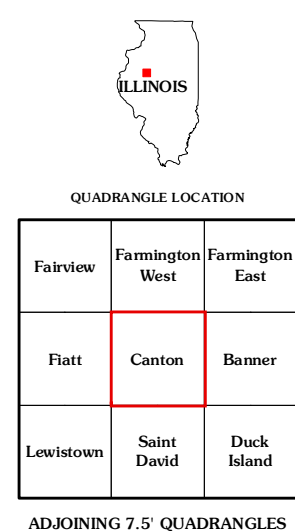 ILLINOIS
QUADRANGLE LOCATION
Fairview
Farmington
West
Farmington
East
Fiatt
Canton
Banner
Lewistown
Saint
David
Duck
Island
ADJOINING 7.5' QUADRANGLES